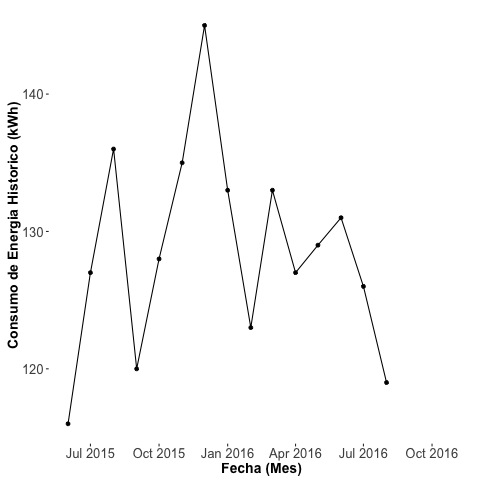 Consumo de Energia Historico (kWh)
140
130
120
Jul 2015 Oct 2015 Jan 2016 Apr 2016 Jul 2016 Oct 2016
Fecha (Mes)